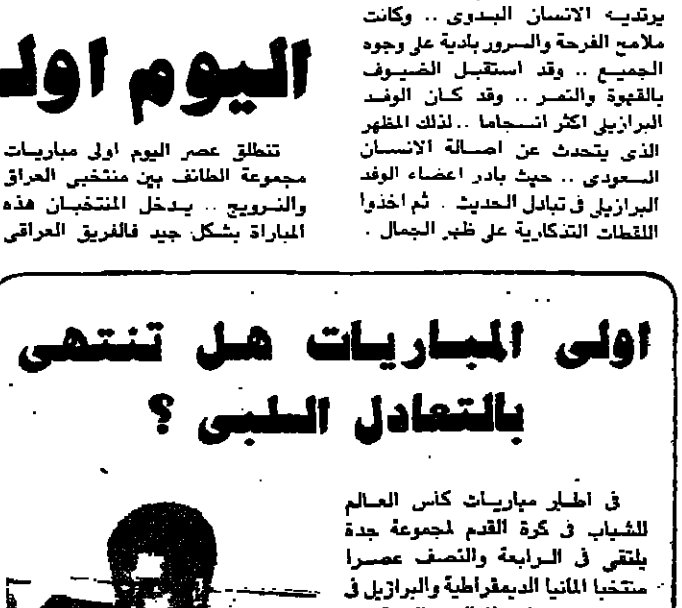 يرتديه الانسان البدوى .. وكانت
ملامح الفرحة والسرور بادية على وجوه
الجميع .. وقد استقبل الضيوف
بالقهوة والتمر .. وقد كان الوفد
البرازيلى اكثر انسجاما .. لذلك المظهر
الذى يتحدث عن اصالة الانسان
السعودى .. حيث بادر اعضاء الوفد
البرازيلى فى تبادل الحديث . ثم اخذوا
اللقطات التذكارية على ظهر الجمال .
اليوم اولـ
تنطلق عصر اليوم اولى مباريات
مجموعة الطائف بين منتخبى العراق
والنرويج .. يدخل المنتخبان هذه
المباراة بشكل جيد فالفريق العراقى
اولى المباريات هل تنتهى
بالتعادل السلبى ؟
فى اطار مباريات كأس العالم
للشباب فى كرة القدم لمجموعة جدة
يلتقى فى الرابعة والنصف عصرا
منتخبا المانيا الديمقراطية والبرازيل فى